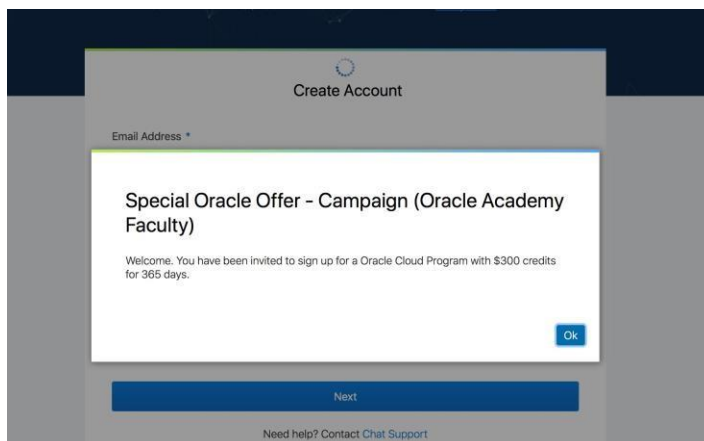 Create Account
Email Address *
Special Oracle Offer - Campaign (Oracle Academy
Faculty)
Welcome. You have been invited to sign up for a Oracle Cloud Program with $300 credits
for 365 days.
Ok
Next
Need help? Contact Chat Support